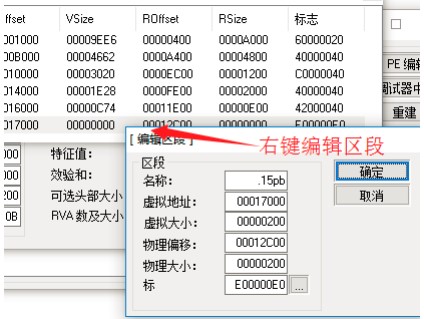 ffset VSize ROffset RSize 标志
001000 00009EE6 00000400 0000A000 60000020
00B000 00004662 0000A400 00004800 40000040
010000 00003020 0000EC00 00001200 C0000040
014000 00001E28 0000FE00 00002000 40000040
016000 00000C74 00011E00 00000E00 42000040
017000 00000000 00012C00 00000000 E00000E0
PE 编辑
调试器中
重建
[ 编辑区段 ]
右键编辑区段
000 特征值:
000 效验和:
200 可选头部大小
0B RVA 数及大小
区段
名称: .15pb
虚拟地址: 00017000
虚拟大小: 00000200
物理偏移: 00012C00
物理大小: 00000200
标 E00000E0 ...
确定
取消